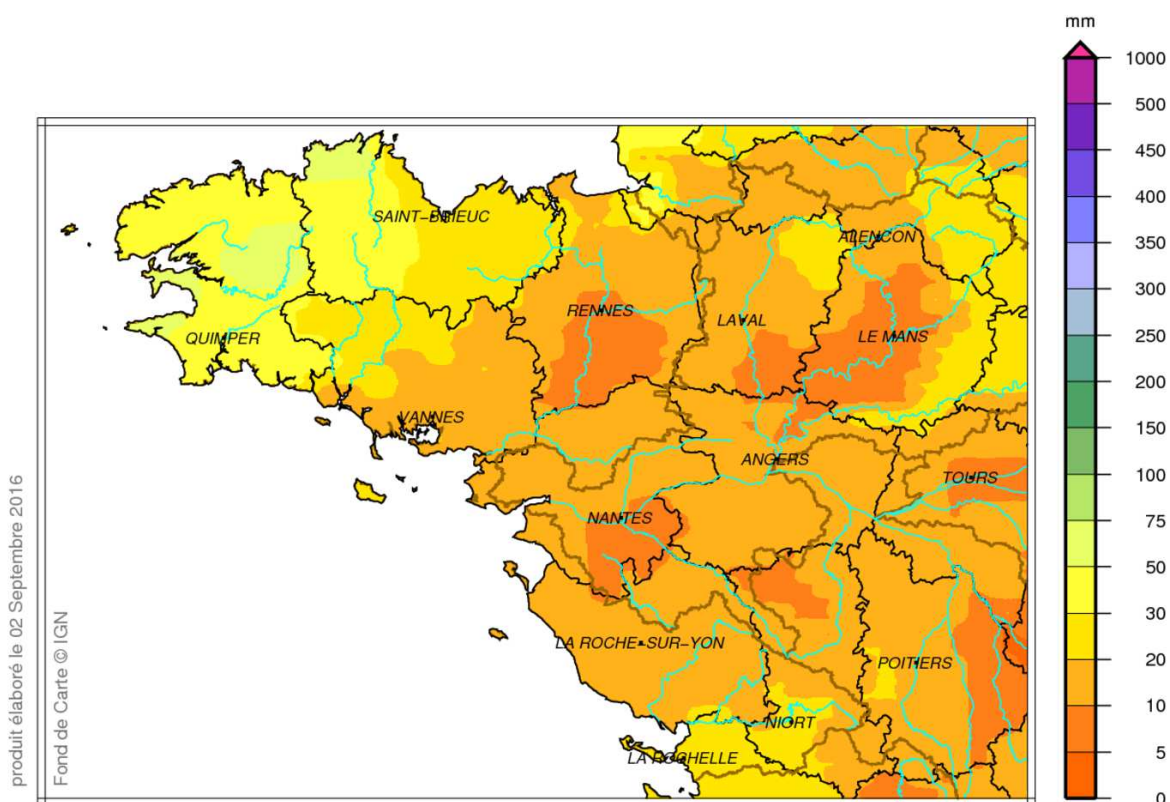 mm
1000
500
450
400
350
300
250
200
150
100
75
50
30
20
10
5
0
SAINT-BRIEUC
ALENCON
RENNES
LAVAL
LE MANS
QUIMPER
VANNES
ANGERS
TOURS
NANTES
LA ROCHE-SUR-YON
POITIERS
NIORT
LA ROCHELLE
produit élaboré le 02 Septembre 2016
Fond de Carte © IGN